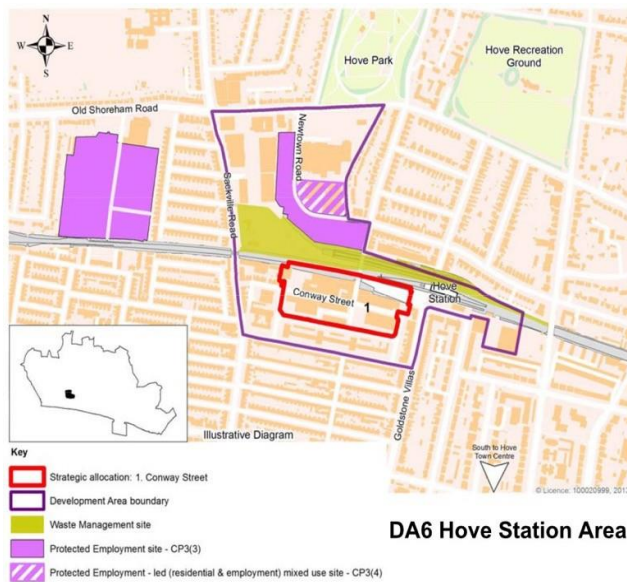 N
W E
S
Hove Park
Hove Recreation
Ground
Old Shoreham Road
Newtown Road
Sackville Road
Hove
Station
Conway Street
1
Goldstone Villas
Illustrative Diagram
South to Hove
Town Centre
Key
Strategic allocation: 1. Conway Street
Development Area boundary
Waste Management site
Protected Employment site - CP3(3)
Protected Employment - led (residential & employment) mixed use site - CP3(4)
DA6 Hove Station Area